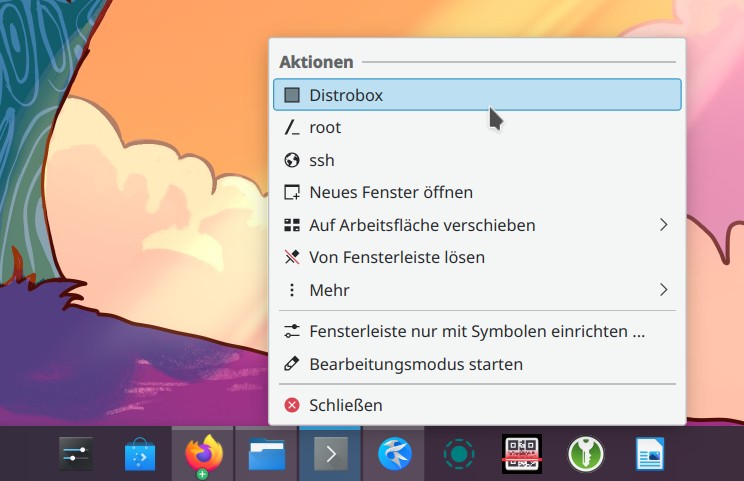 Aktionen
Distrobox
root
ssh
Neues Fenster öffnen
Auf Arbeitsfläche verschieben
Von Fensterleiste lösen
Mehr
Fensterleiste nur mit Symbolen einrichten ...
Bearbeitungsmodus starten
Schließen